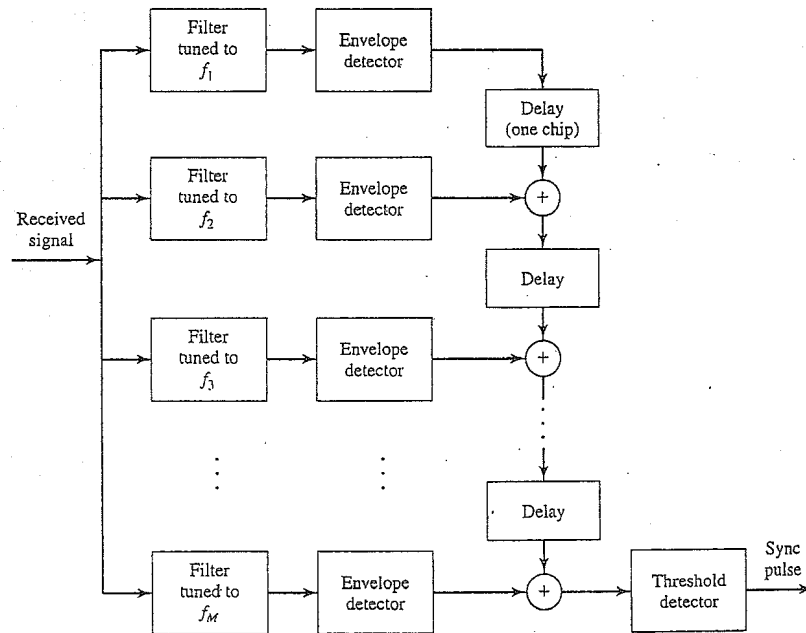 Filter
tuned to
f₁
Envelope
detector
Delay
(one chip)
Filter
tuned to
f₂
Envelope
detector
+
Received
signal
Delay
Filter
tuned to
f₃
Envelope
detector
+
Delay
Filter
tuned to
f_M
Envelope
detector
+
Threshold
detector
Sync
pulse